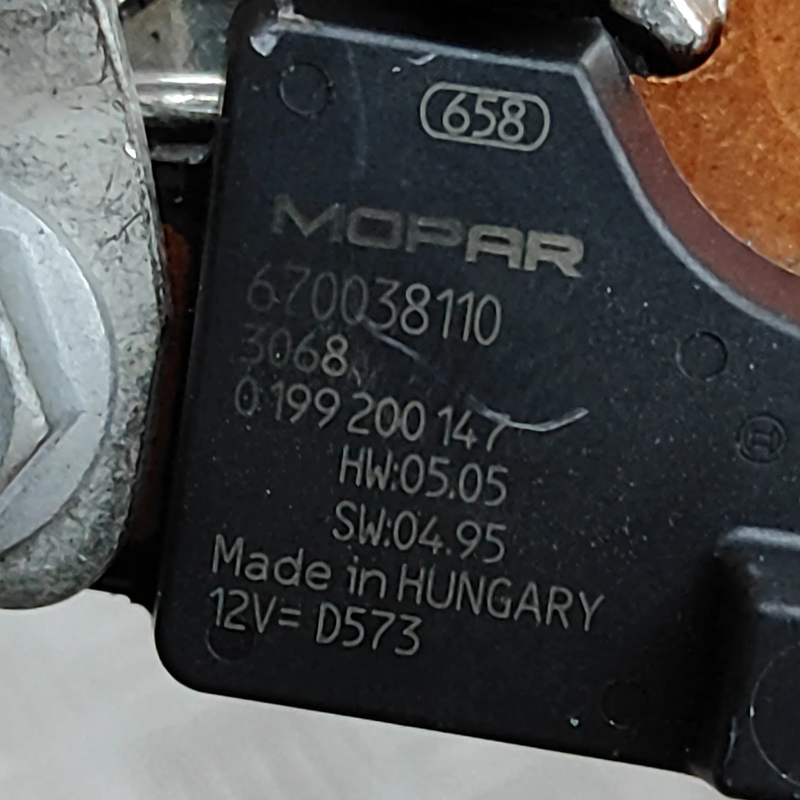 658
MOPAR
670038110
3068
0 199 200 147
HW:05.05
SW:04.95
Made in HUNGARY
12V= D573